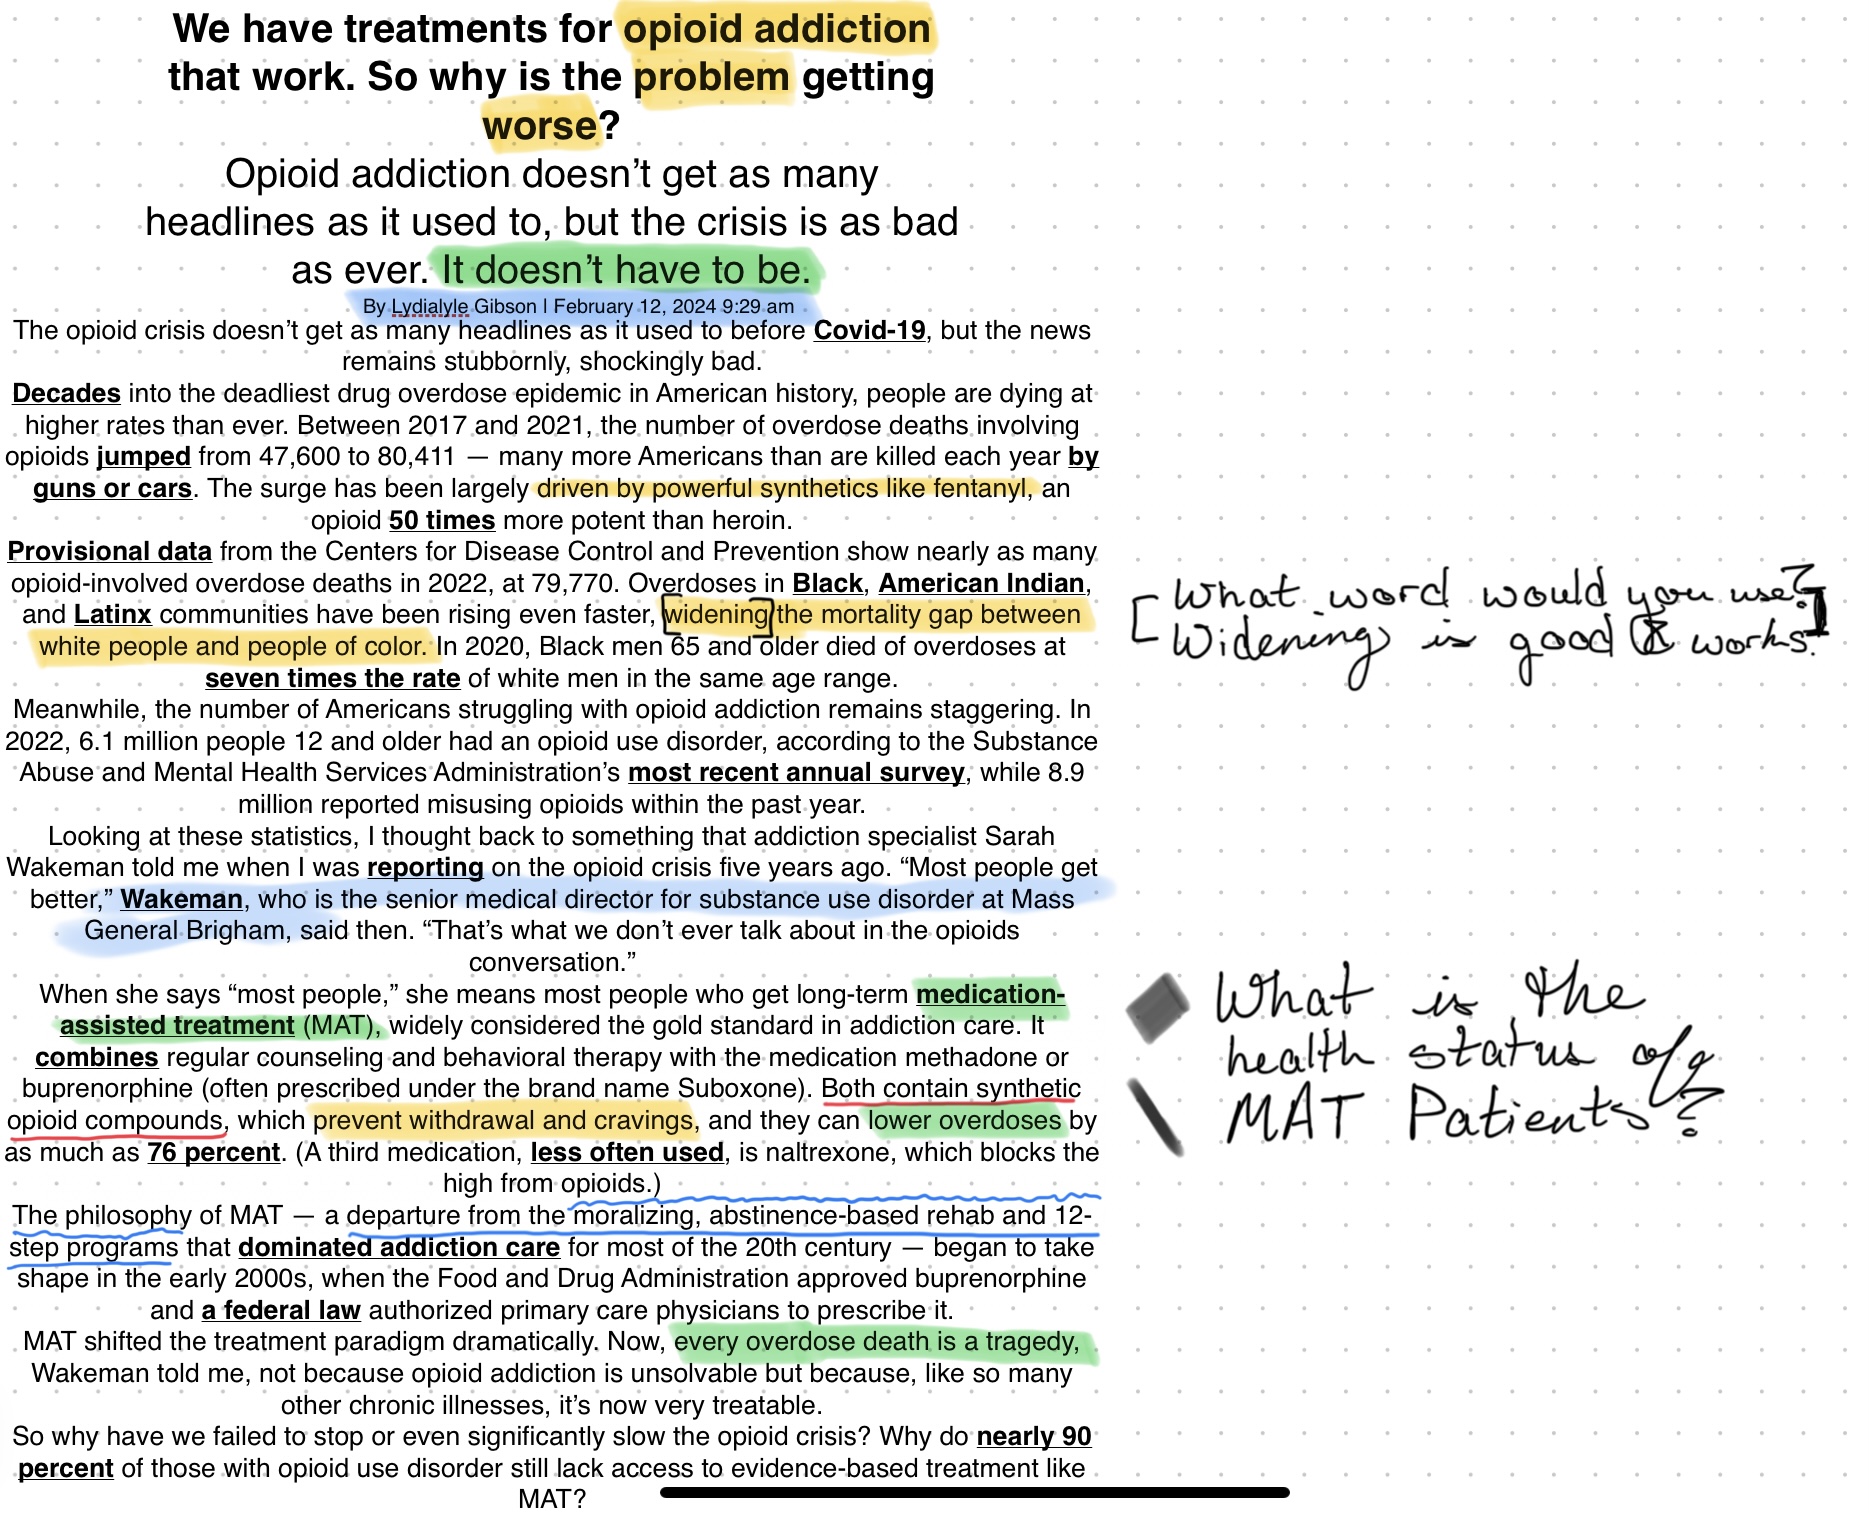 We have treatments for opioid addiction
that work. So why is the problem getting
worse?
Opioid addiction doesn’t get as many
headlines as it used to, but the crisis is as bad
as ever. It doesn’t have to be.
By Lydialyle Gibson | February 12, 2024 9:29 am
The opioid crisis doesn’t get as many headlines as it used to before Covid-19, but the news
remains stubbornly, shockingly bad.
Decades into the deadliest drug overdose epidemic in American history, people are dying at
higher rates than ever. Between 2017 and 2021, the number of overdose deaths involving
opioids jumped from 47,600 to 80,411 — many more Americans than are killed each year by
guns or cars. The surge has been largely driven by powerful synthetics like fentanyl, an
opioid 50 times more potent than heroin.
Provisional data from the Centers for Disease Control and Prevention show nearly as many
opioid-involved overdose deaths in 2022, at 79,770. Overdoses in Black, American Indian,
and Latinx communities have been rising even faster, [widening] the mortality gap between
white people and people of color. In 2020, Black men 65 and older died of overdoses at
seven times the rate of white men in the same age range.
[What word would you use?
Widening is good & works.]
Meanwhile, the number of Americans struggling with opioid addiction remains staggering. In
2022, 6.1 million people 12 and older had an opioid use disorder, according to the Substance
Abuse and Mental Health Services Administration’s most recent annual survey, while 8.9
million reported misusing opioids within the past year.
Looking at these statistics, I thought back to something that addiction specialist Sarah
Wakeman told me when I was reporting on the opioid crisis five years ago. “Most people get
better,” Wakeman, who is the senior medical director for substance use disorder at Mass
General Brigham, said then. “That’s what we don’t ever talk about in the opioids
conversation.”
When she says “most people,” she means most people who get long-term medication-
assisted treatment (MAT), widely considered the gold standard in addiction care. It
combines regular counseling and behavioral therapy with the medication methadone or
buprenorphine (often prescribed under the brand name Suboxone). Both contain synthetic
opioid compounds, which prevent withdrawal and cravings, and they can lower overdoses by
as much as 76 percent. (A third medication, less often used, is naltrexone, which blocks the
high from opioids.)
What is the
health status of
MAT Patients?
The philosophy of MAT — a departure from the moralizing, abstinence-based rehab and 12-
step programs that dominated addiction care for most of the 20th century — began to take
shape in the early 2000s, when the Food and Drug Administration approved buprenorphine
and a federal law authorized primary care physicians to prescribe it.
MAT shifted the treatment paradigm dramatically. Now, every overdose death is a tragedy,
Wakeman told me, not because opioid addiction is unsolvable but because, like so many
other chronic illnesses, it’s now very treatable.
So why have we failed to stop or even significantly slow the opioid crisis? Why do nearly 90
percent of those with opioid use disorder still lack access to evidence-based treatment like
MAT?